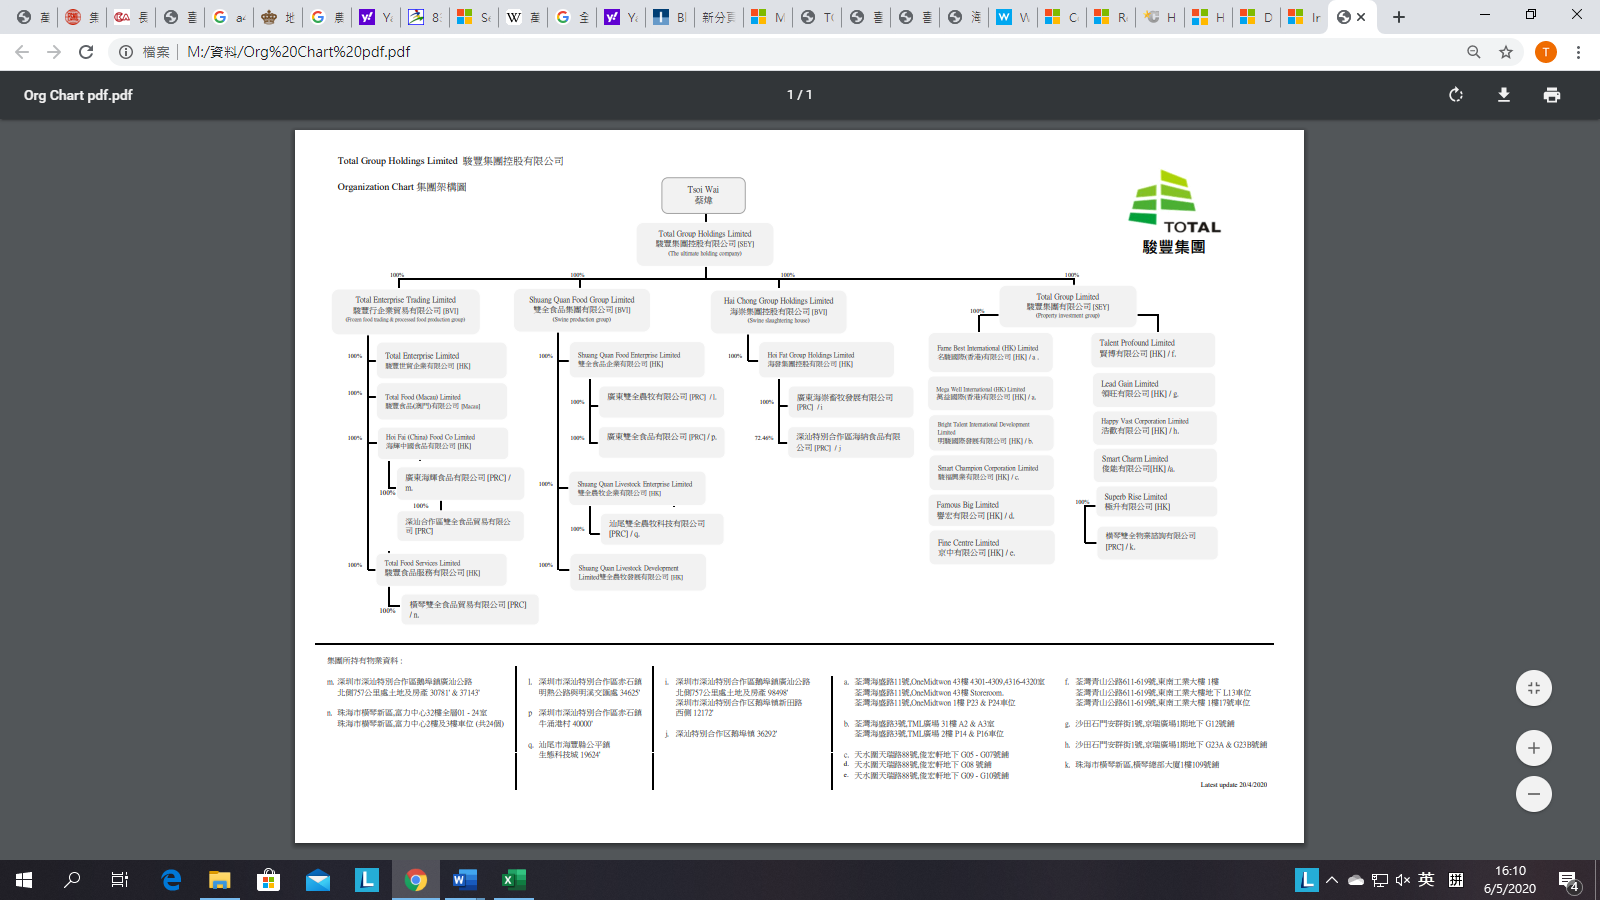 檔案
M:/資料/Org%20Chart%20pdf.pdf
T
Org Chart pdf.pdf
1 / 1
Total Group Holdings Limited 駿豐集團控股有限公司
Organization Chart 集團架構圖
Tsoi Wai
蔡煒
TOTAL
駿豐集團
Total Group Holdings Limited
駿豐集團控股有限公司 [SEY]
(The ultimate holding company)
100%
100%
100%
100%
Total Enterprise Trading Limited
駿豐行企業貿易有限公司 [BVI]
(Frozen food trading & processed food production group)
Shuang Quan Food Group Limited
雙全食品集團有限公司 [BVI]
(Swine production group)
Hai Chong Group Holdings Limited
海崇集團控股有限公司 [BVI]
(Swine slaughtering house)
Total Group Limited
駿豐集團有限公司 [SEY]
(Property investment group)
100%
100%
Total Enterprise Limited
駿豐世貿企業有限公司 [HK]
100%
Total Food (Macau) Limited
駿豐食品(澳門)有限公司 [Macau]
100%
Hoi Fai (China) Food Co Limited
海輝中國食品有限公司 [HK]
廣東海輝食品有限公司 [PRC] /
m.
100%
100%
深汕合作區雙全食品貿易有限公
司 [PRC]
100%
Total Food Services Limited
駿豐食品服務有限公司 [HK]
100%
橫琴雙全食品貿易有限公司 [PRC]
/ n.
100%
Shuang Quan Food Enterprise Limited
雙全食品企業有限公司 [HK]
100%
廣東雙全農牧有限公司 [PRC] / l.
100%
廣東雙全食品有限公司 [PRC] / p.
100%
Shuang Quan Livestock Enterprise Limited
雙全農牧企業有限公司 [HK]
100%
汕尾雙全農牧科技有限公司
[PRC] / q.
100%
Shuang Quan Livestock Development
Limited雙全農牧發展有限公司 [HK]
100%
Hoi Fat Group Holdings Limited
海發集團控股有限公司 [HK]
100%
廣東海崇畜牧發展有限公司
[PRC] / i
72.46%
深汕特別合作區海納食品有限
公司 [PRC] / j
Fame Best International (HK) Limited
名駿國際(香港)有限公司 [HK] / a .
Mega Well International (HK) Limited
萬益國際(香港)有限公司 [HK] / a.
Bright Talent International Development
Limited
明駿國際發展有限公司 [HK] / b.
Smart Champion Corporation Limited
駿福興業有限公司 [HK] / c.
Famous Big Limited
譽宏有限公司 [HK] / d.
Fine Centre Limited
京中有限公司 [HK] / e.
Talent Profound Limited
賢博有限公司 [HK] / f.
Lead Gain Limited
領旺有限公司 [HK] / g.
Happy Vast Corporation Limited
浩歡有限公司 [HK] / h.
Smart Charm Limited
俊能有限公司[HK] /a.
100%
Superb Rise Limited
極升有限公司 [HK]
橫琴雙全物業諮詢有限公司
[PRC] / k.
集團所持有物業資料 :
m. 深圳市深汕特別合作區鵝埠鎮廣汕公路
北側757公里處土地及房產 30781' & 37143'
n. 珠海市橫琴新區,富力中心32樓全層01 - 24室
珠海市橫琴新區,富力中心2樓及3樓車位 (共24個)
l. 深圳市深汕特別合作區赤石鎮
明熱公路與明溪交匯處 34625'
p 深圳市深汕特別合作區赤石鎮
牛涌港村 40000'
q. 汕尾市海豐縣公平鎮
生態科技城 19624'
i. 深圳市深汕特別合作區鵝埠鎮廣汕公路
北側757公里處土地及房產 98498'
深圳市深汕特別合作区鵝埠鎮新田路
西側 12172'
j. 深汕特別合作区鵝埠镇 36292'
a. 荃灣海盛路11號,OneMidtwon 43樓 4301-4309,4316-4320室
荃灣海盛路11號,OneMidtwon 43樓 Storeroom.
荃灣海盛路11號,OneMidtwon 1樓 P23 & P24車位
b. 荃灣海盛路3號,TML廣場 31樓 A2 & A3室
荃灣海盛路3號,TML廣場 2樓 P14 & P16車位
c. 天水圍天瑞路88號,俊宏軒地下 G05 - G07號鋪
d. 天水圍天瑞路88號,俊宏軒地下 G08 號鋪
e. 天水圍天瑞路88號,俊宏軒地下 G09 - G10號鋪
f. 荃灣青山公路611-619號,東南工業大樓 1樓
荃灣青山公路611-619號,東南工業大樓地下 L13車位
荃灣青山公路611-619號,東南工業大樓 1樓17號車位
g. 沙田石門安群街1號,京瑞廣場1期地下 G12號鋪
h. 沙田石門安群街1號,京瑞廣場1期地下 G23A & G23B號鋪
k. 珠海市橫琴新區,橫琴總部大廈1樓109號鋪
Latest update 20/4/2020
英
拼
16:10
6/5/2020
4